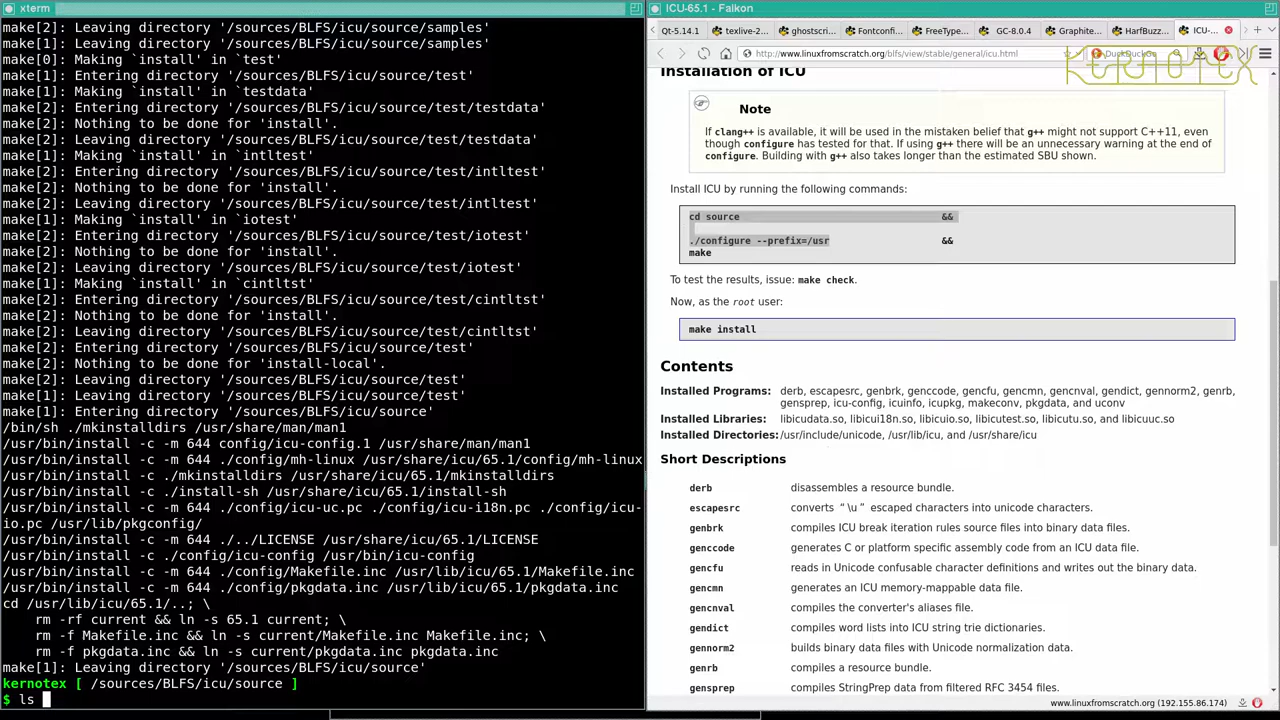 xterm
make[2]: Leaving directory '/sources/BLFS/icu/source/samples'
make[2]: Leaving directory '/sources/BLFS/icu/source/samples'
make[0]: Making `install' in `test'
make[1]: Entering directory '/sources/BLFS/icu/source/test'
make[1]: Making `install' in `testdata'
make[2]: Entering directory '/sources/BLFS/icu/source/test/testdata'
make[2]: Nothing to be done for 'install'.
make[2]: Leaving directory '/sources/BLFS/icu/source/test/testdata'
make[1]: Making `install' in `intltest'
make[2]: Entering directory '/sources/BLFS/icu/source/test/intltest'
make[2]: Nothing to be done for 'install'.
make[2]: Leaving directory '/sources/BLFS/icu/source/test/intltest'
make[1]: Making `install' in `iotest'
make[2]: Entering directory '/sources/BLFS/icu/source/test/iotest'
make[2]: Nothing to be done for 'install'.
make[2]: Leaving directory '/sources/BLFS/icu/source/test/iotest'
make[1]: Making `install' in `cintltst'
make[2]: Entering directory '/sources/BLFS/icu/source/test/cintltst'
make[2]: Nothing to be done for 'install'.
make[2]: Leaving directory '/sources/BLFS/icu/source/test/cintltst'
make[2]: Entering directory '/sources/BLFS/icu/source/test'
make[2]: Nothing to be done for 'install-local'.
make[2]: Leaving directory '/sources/BLFS/icu/source/test'
make[1]: Leaving directory '/sources/BLFS/icu/source/test'
make[1]: Entering directory '/sources/BLFS/icu/source'
/bin/sh ./mkinstalldirs /usr/share/man/man1
/usr/bin/install -c -m 644 config/icu-config.1 /usr/share/man/man1
/usr/bin/install -c -m 644 ./config/mh-linux /usr/share/icu/65.1/config/mh-linux
/usr/bin/install -c ./mkinstalldirs /usr/share/icu/65.1/mkinstalldirs
/usr/bin/install -c ./install-sh /usr/share/icu/65.1/install-sh
/usr/bin/install -c -m 644 ./config/icu-uc.pc ./config/icu-i18n.pc ./config/icu-
io.pc /usr/lib/pkgconfig/
/usr/bin/install -c -m 644 ./../LICENSE /usr/share/icu/65.1/LICENSE
/usr/bin/install -c ./config/icu-config /usr/bin/icu-config
/usr/bin/install -c -m 644 ./config/Makefile.inc /usr/lib/icu/65.1/Makefile.inc
/usr/bin/install -c -m 644 ./config/pkgdata.inc /usr/lib/icu/65.1/pkgdata.inc
cd /usr/lib/icu/65.1/..; \
rm -rf current && ln -s 65.1 current; \
rm -f Makefile.inc && ln -s current/Makefile.inc Makefile.inc; \
rm -f pkgdata.inc && ln -s current/pkgdata.inc pkgdata.inc
make[1]: Leaving directory '/sources/BLFS/icu/source'
kernotex [ /sources/BLFS/icu/source ]
$ ls
ICU-65.1 - Falkon
Qt-5.14.1 texlive-2... ghostscri... Fontconfi... FreeType... GC-8.0.4 Graphite... HarfBuzz... ICU-...
http://www.linuxfromscratch.org/blfs/view/stable/general/icu.html DuckDuckGo
KERNOTEX
Installation of ICU
Note
If clang++ is available, it will be used in the mistaken belief that g++ might not support C++11, even
though configure has tested for that. If using g++ there will be an unnecessary warning at the end of
configure. Building with g++ also takes longer than the estimated SBU shown.
Install ICU by running the following commands:
cd source &&
./configure --prefix=/usr &&
make
To test the results, issue: make check.
Now, as the root user:
make install
Contents
Installed Programs: derb, escapesrc, genbrk, genccode, gencfu, gencmn, gencnval, gendict, gennorm2, genrb,
gensprep, icu-config, icuinfo, icupkg, makeconv, pkgdata, and uconv
Installed Libraries: libicudata.so, libicui18n.so, libicuio.so, libicutest.so, libicutu.so, and libicuuc.so
Installed Directories: /usr/include/unicode, /usr/lib/icu, and /usr/share/icu
Short Descriptions
derb disassembles a resource bundle.
escapesrc converts “\u” escaped characters into unicode characters.
genbrk compiles ICU break iteration rules source files into binary data files.
genccode generates C or platform specific assembly code from an ICU data file.
gencfu reads in Unicode confusable character definitions and writes out the binary data.
gencmn generates an ICU memory-mappable data file.
gencnval compiles the converter's aliases file.
gendict compiles word lists into ICU string trie dictionaries.
gennorm2 builds binary data files with Unicode normalization data.
genrb compiles a resource bundle.
gensprep compiles StringPrep data from filtered RFC 3454 files.
www.linuxfromscratch.org (192.155.86.174)